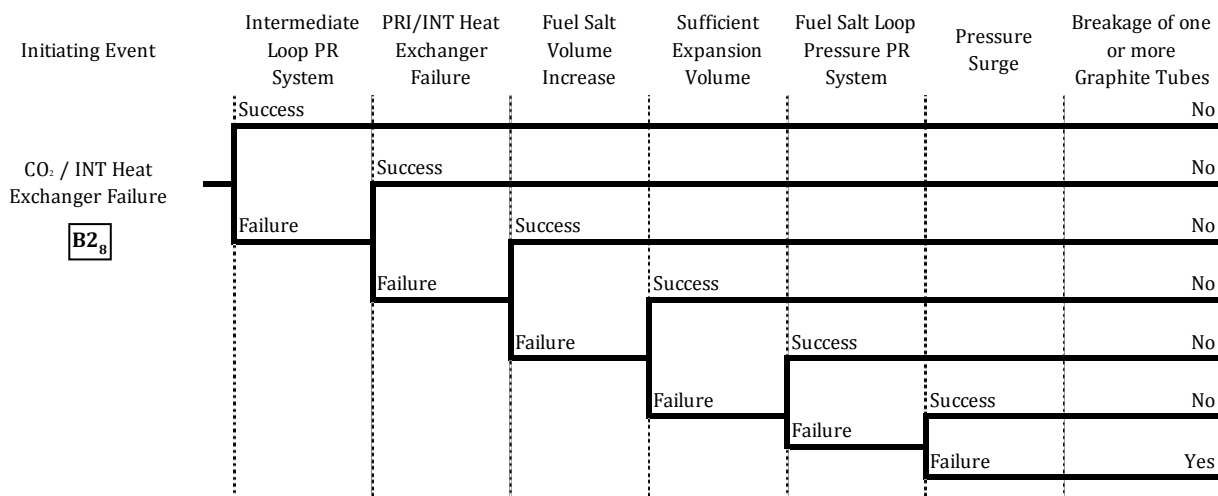 Initiating Event
Intermediate
Loop PR
System
PRI/INT Heat
Exchanger
Failure
Fuel Salt
Volume
Increase
Sufficient
Expansion
Volume
Fuel Salt Loop
Pressure PR
System
Pressure
Surge
Breakage of one
or more
Graphite Tubes
Success
No
CO₂ / INT Heat
Exchanger Failure
B2₈
Success
No
Failure
Success
No
Failure
Success
No
Failure
Success
No
Failure
Success
No
Failure
Failure
Yes